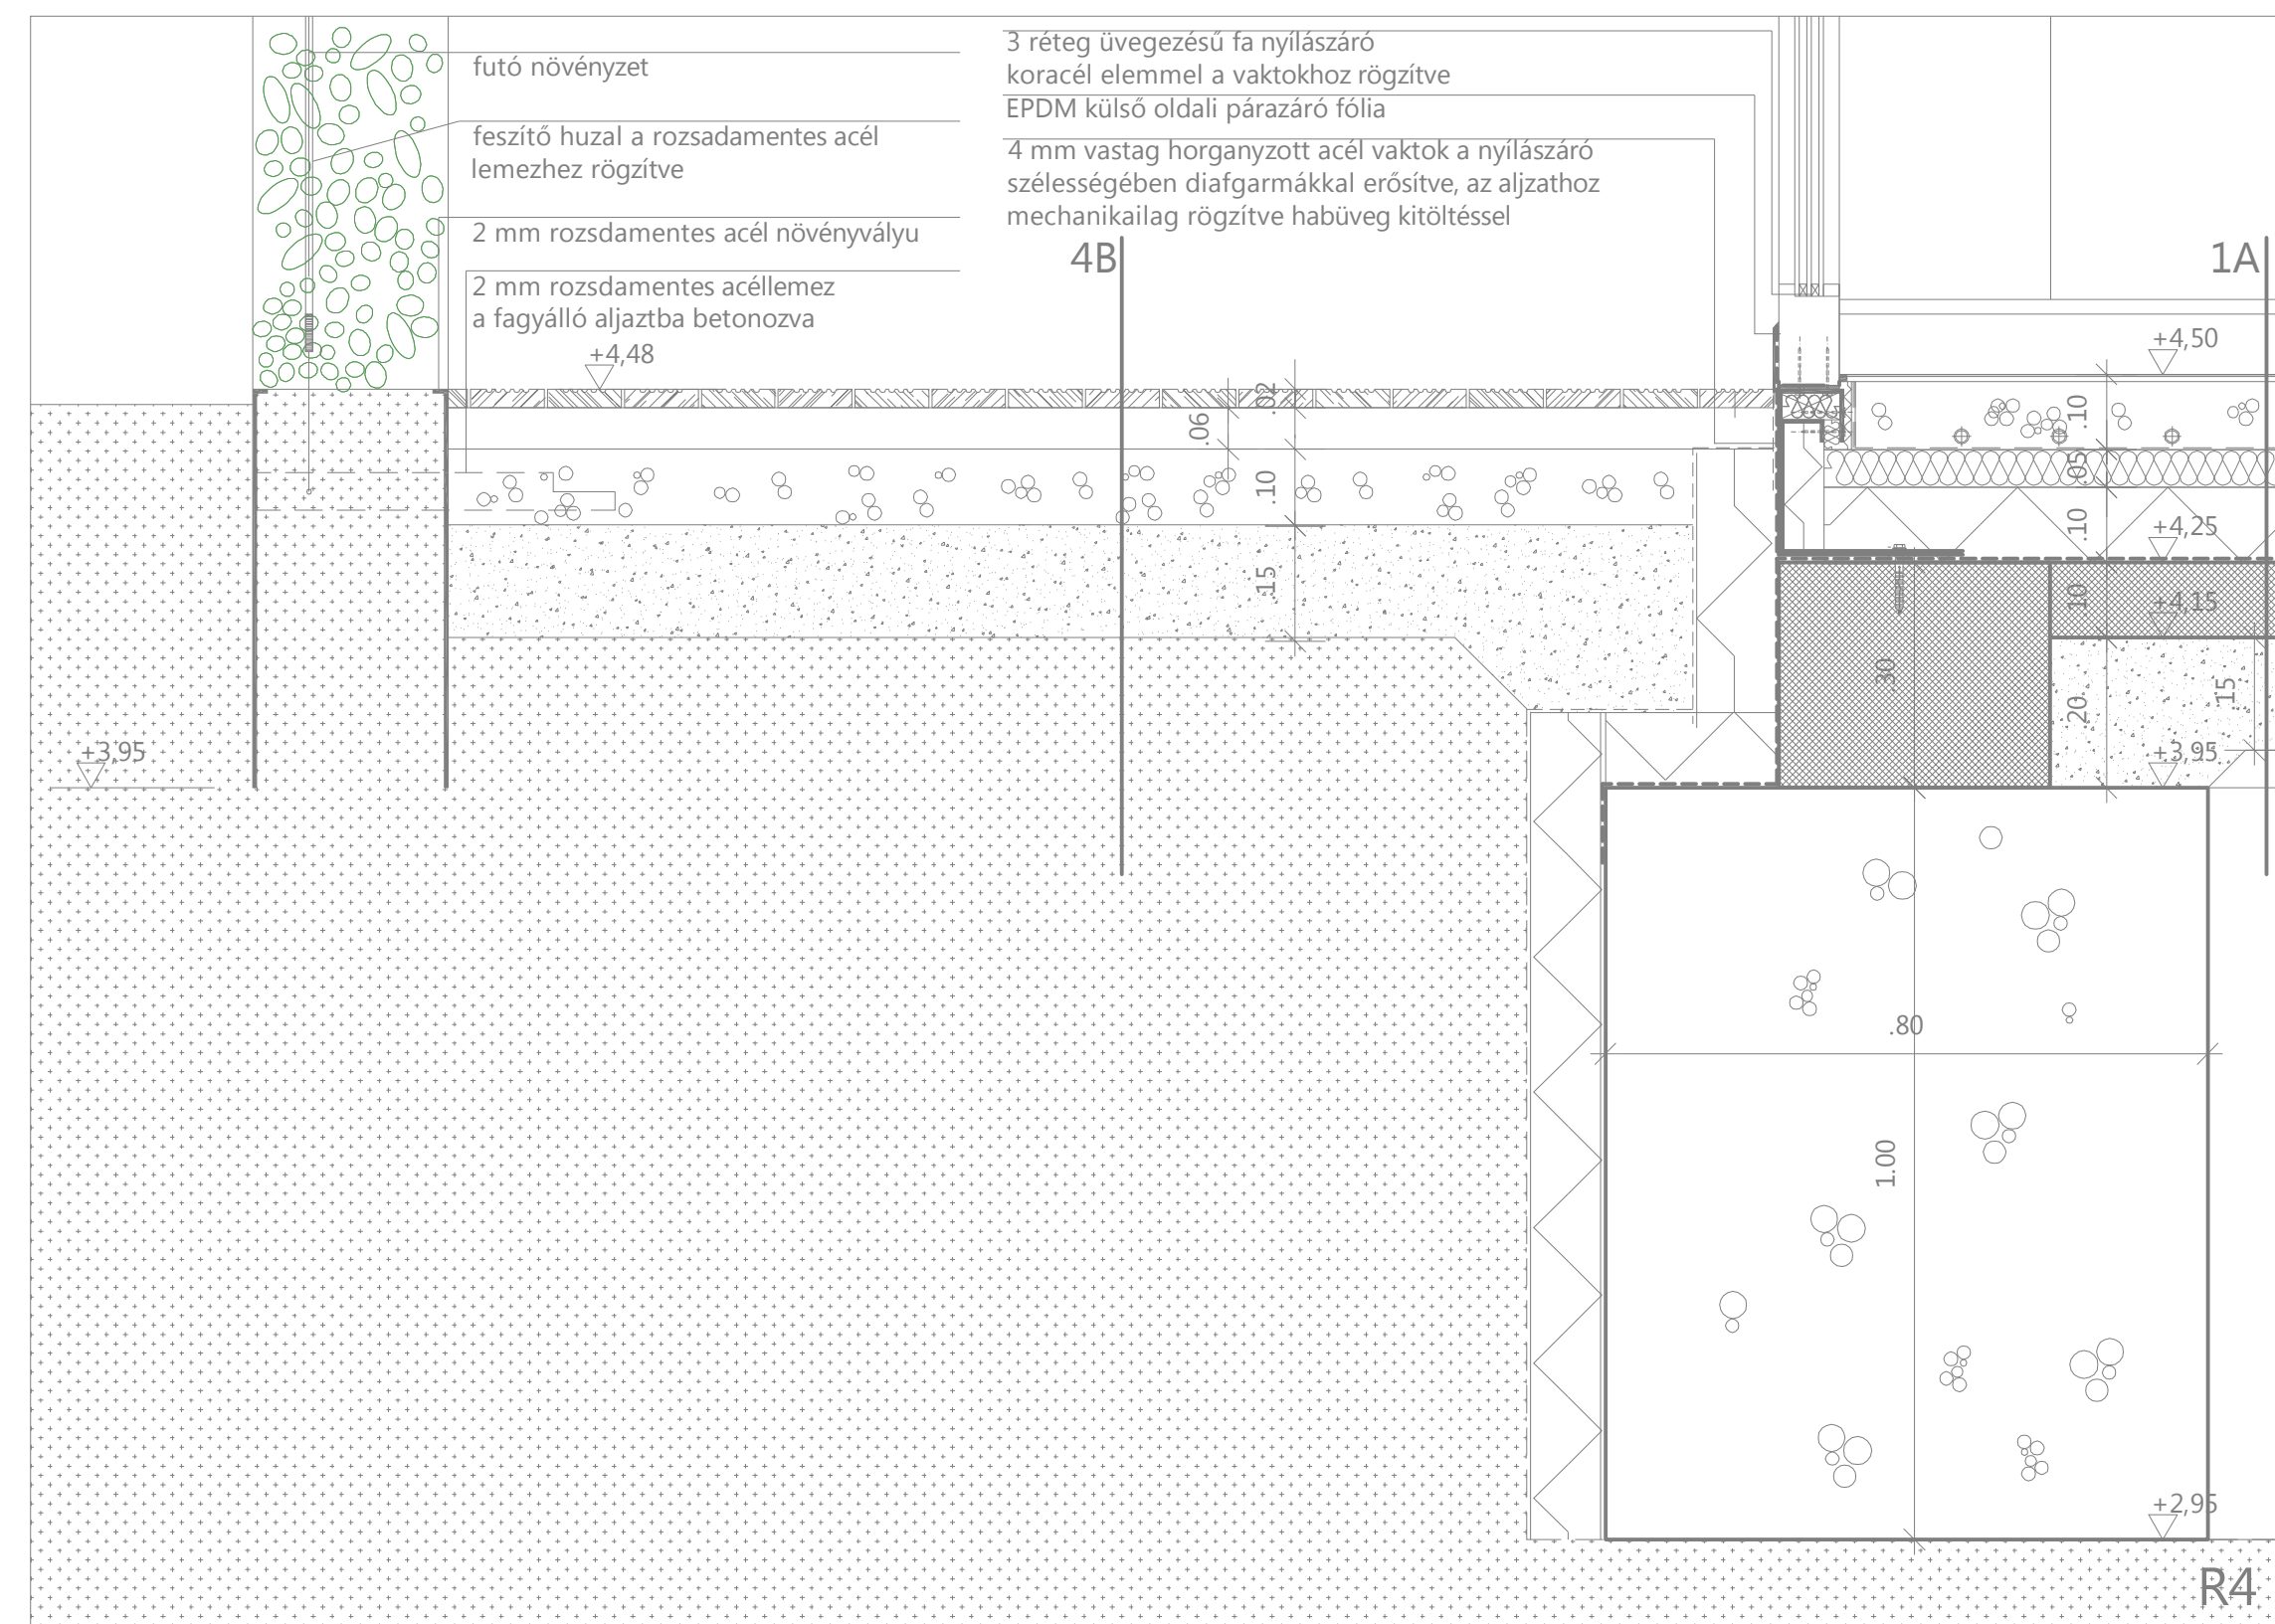 futó növényzet
feszítő huzal a rozsadamentes acél
lemezhez rögzítve
2 mm rozsdamentes acél növényvályu
2 mm rozsdamentes acéllemez
a fagyálló aljaztba betonozva
+4,48
3 réteg üvegezésű fa nyílászáró
koracél elemmel a vaktokhoz rögzítve
EPDM külső oldali párazáró fólia
4 mm vastag horganyzott acél vaktok a nyílászáró
szélességében diafgarmákkal erősítve, az aljzathoz
mechanikailag rögzítve habüveg kitöltéssel
4B
1A
+4,50
.02
.06
.10
.15
.10
.05
.10
+4,25
10
+4,15
.30
.20
.15
+3,95
+3,95
.80
1.00
+2,95
R4